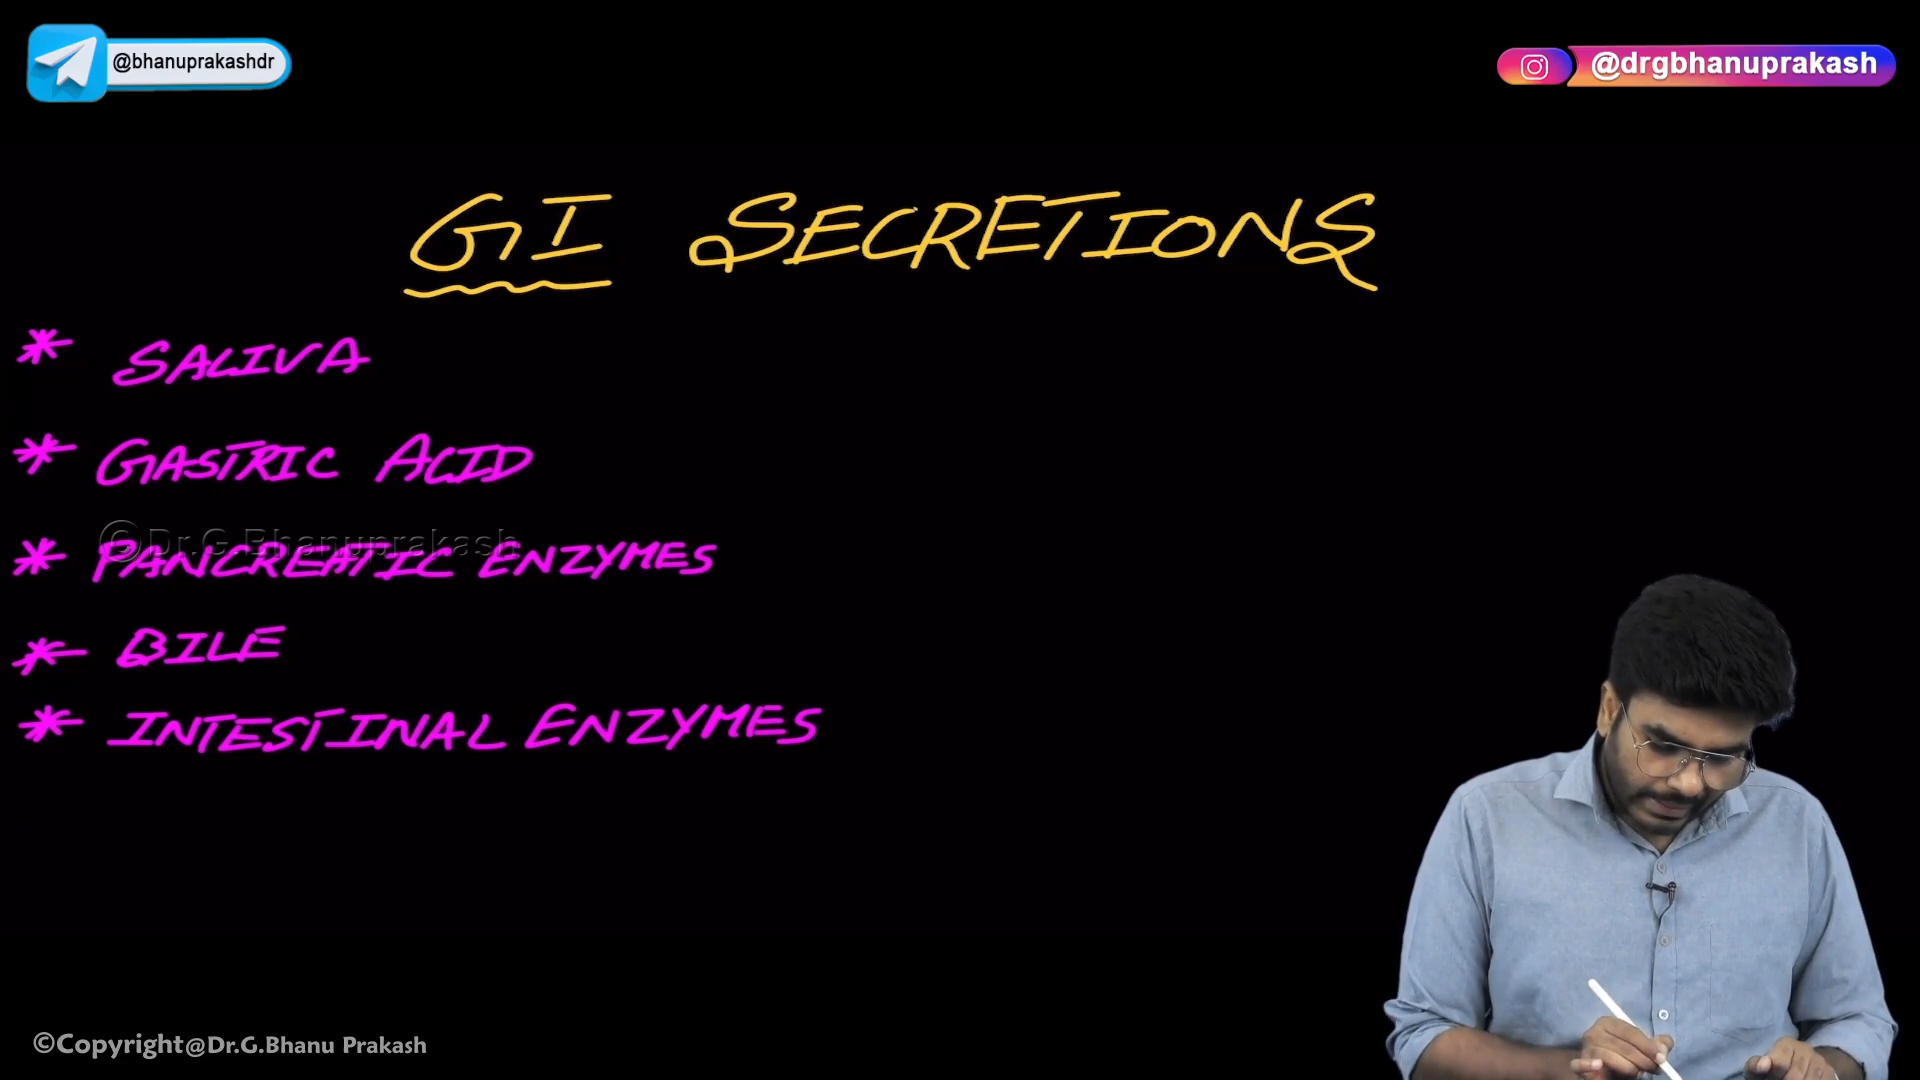 @bhanuprakashdr
@drgbhanuprakash
GI SECRETIONS
* SALIVA
* GASTRIC ACID
©Dr.G.Bhanuprakash
* PANCREATIC ENZYMES
* BILE
* INTESTINAL ENZYMES
©Copyright@Dr.G.Bhanu Prakash